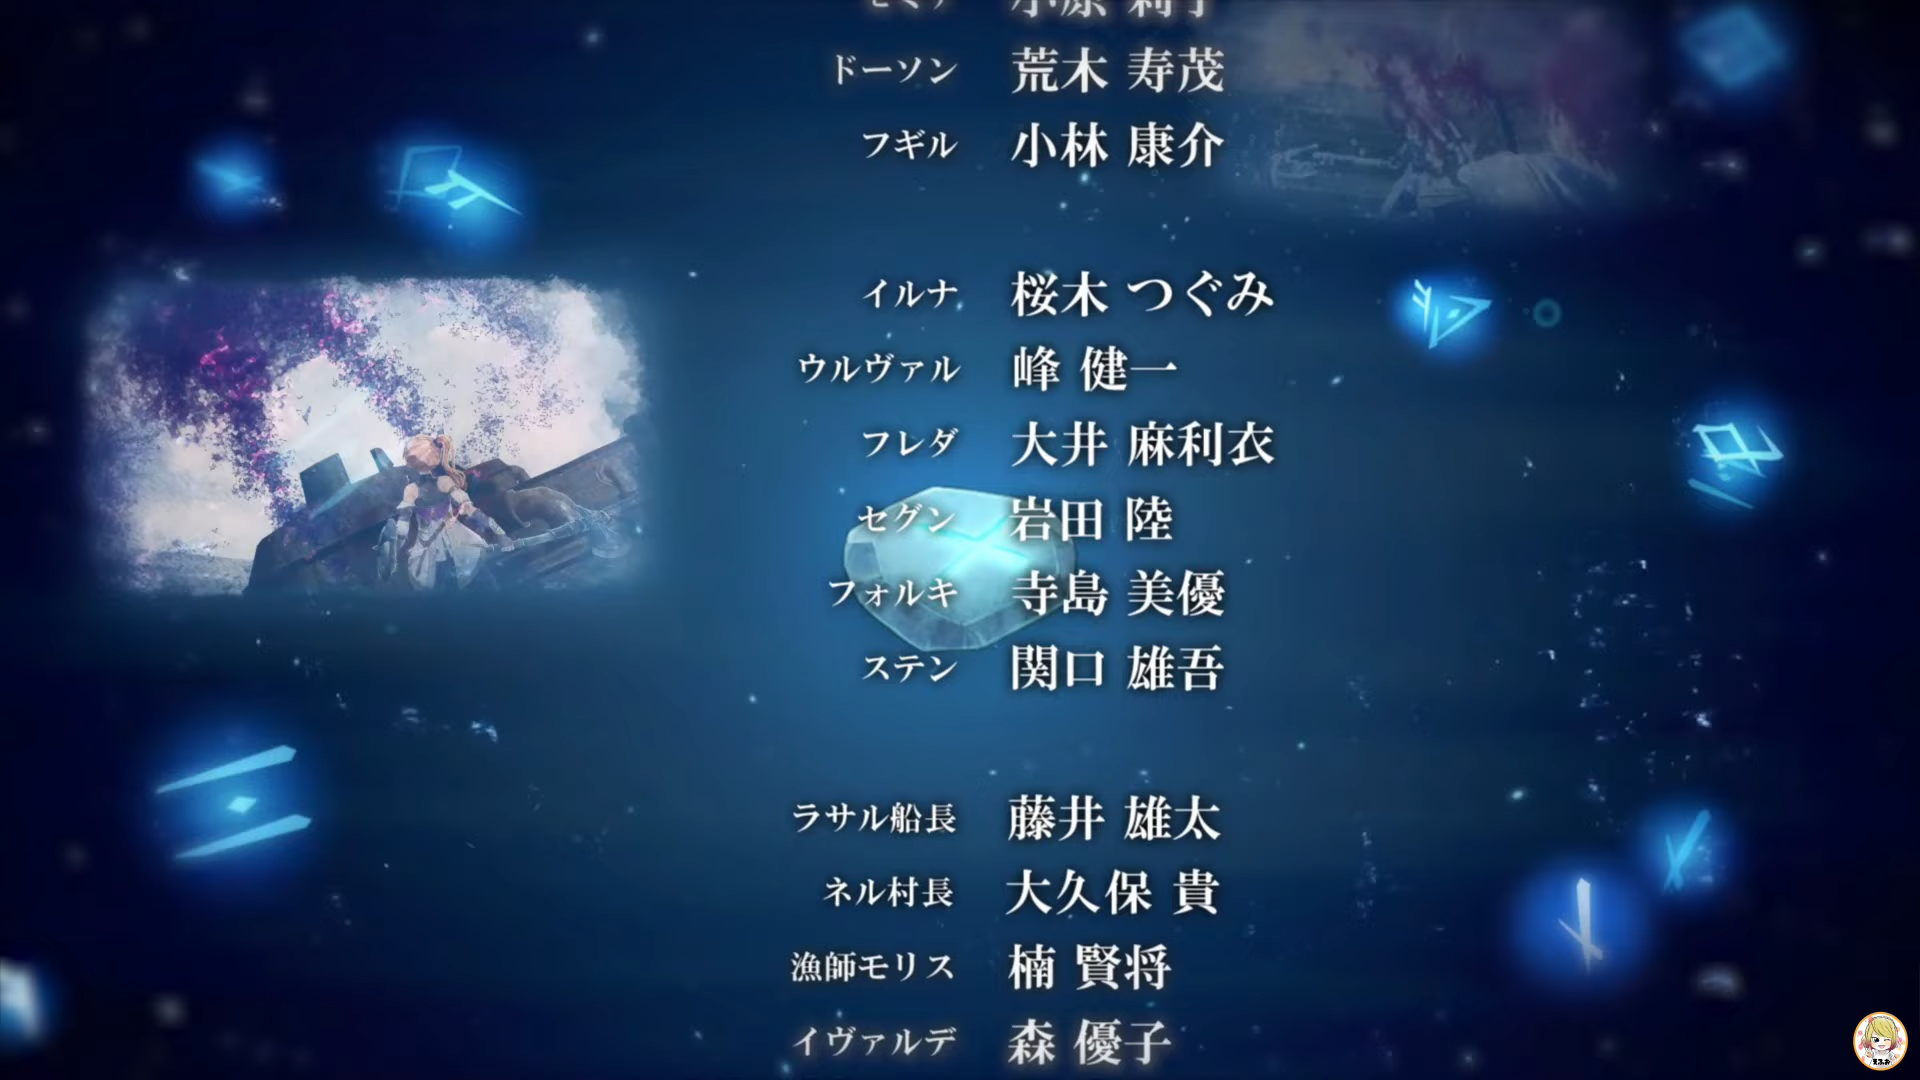 ドーソン 荒木 寿茂
フギル 小林 康介
イルナ 桜木 つぐみ
ウルヴァル 峰 健一
フレダ 大井 麻利衣
セグン 岩田 陸
フォルキ 寺島 美優
ステン 関口 雄吾
ラサル船長 藤井 雄太
ネル村長 大久保 貴
漁師モリス 楠 賢将
イヴァルデ 森 優子